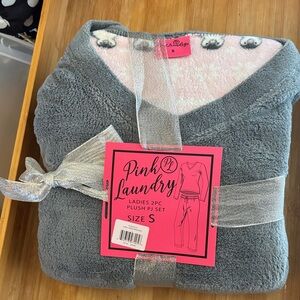 Pink
Laundry
LADIES 2PC
PLUSH PJ SET
SIZE S